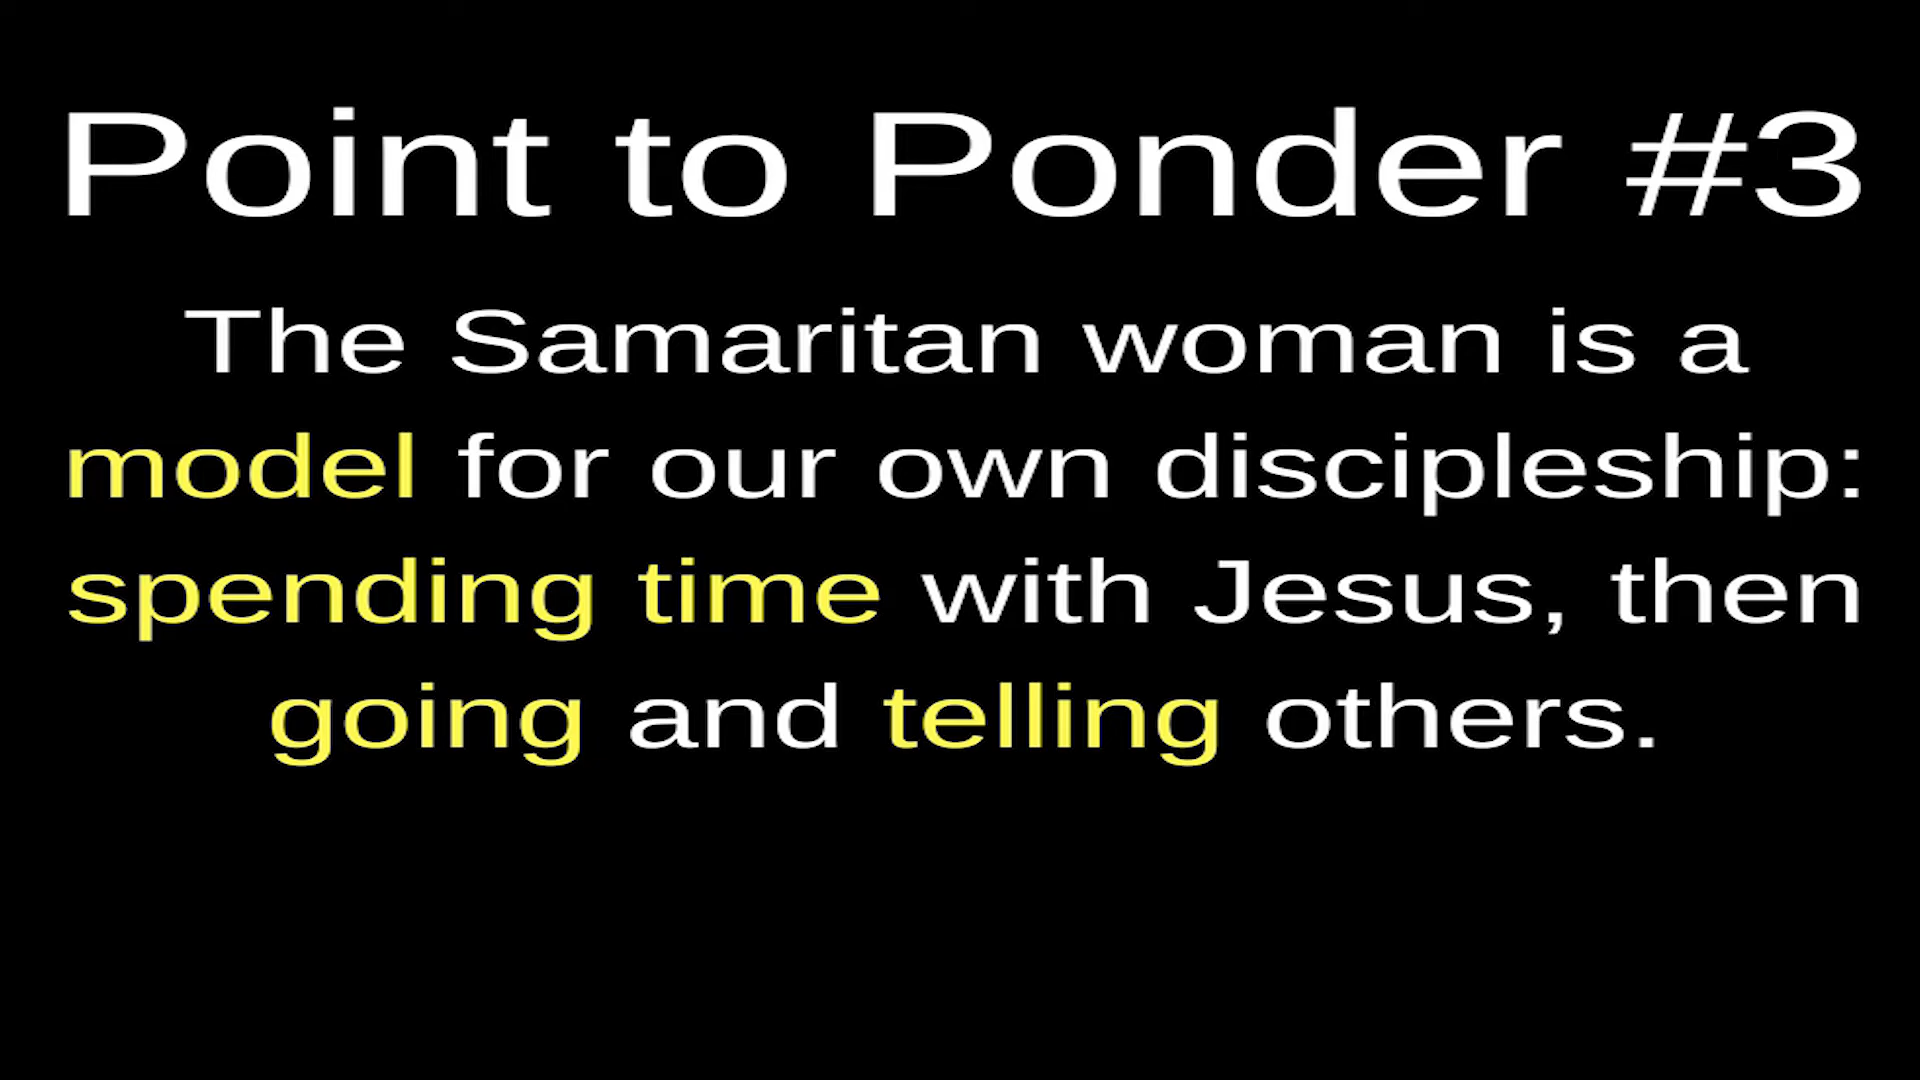 Point to Ponder #3
The Samaritan woman is a
model for our own discipleship:
spending time with Jesus, then
going and telling others.